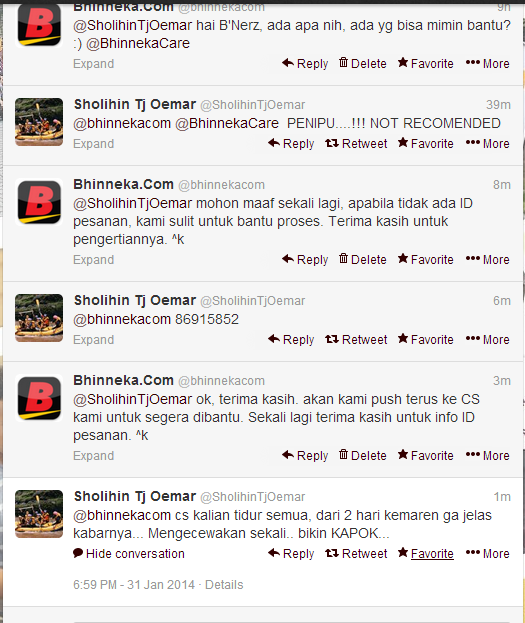 Bhinneka.Com @bhinnekacom 9h
@SholihinTjOemar hai B'Nerz, ada apa nih, ada yg bisa mimin bantu?
:) @BhinnekaCare
Expand Reply Delete Favorite More
Sholihin Tj Oemar @SholihinTjOemar 39m
@bhinnekacom @BhinnekaCare PENIPU....!!! NOT RECOMENDED
Expand Reply Retweet Favorite More
Bhinneka.Com @bhinnekacom 8m
@SholihinTjOemar mohon maaf sekali lagi, apabila tidak ada ID
pesanan, kami sulit untuk bantu proses. Terima kasih untuk
pengertiannya. ^k
Expand Reply Delete Favorite More
Sholihin Tj Oemar @SholihinTjOemar 6m
@bhinnekacom 86915852
Expand Reply Retweet Favorite More
Bhinneka.Com @bhinnekacom 3m
@SholihinTjOemar ok, terima kasih. akan kami push terus ke CS
kami untuk segera dibantu. Sekali lagi terima kasih untuk info ID
pesanan. ^k
Expand Reply Delete Favorite More
Sholihin Tj Oemar @SholihinTjOemar 1m
@bhinnekacom cs kalian tidur semua, dari 2 hari kemaren ga jelas
kabarnya... Mengecewakan sekali.. bikin KAPOK...
Hide conversation Reply Retweet Favorite More
6:59 PM - 31 Jan 2014 · Details